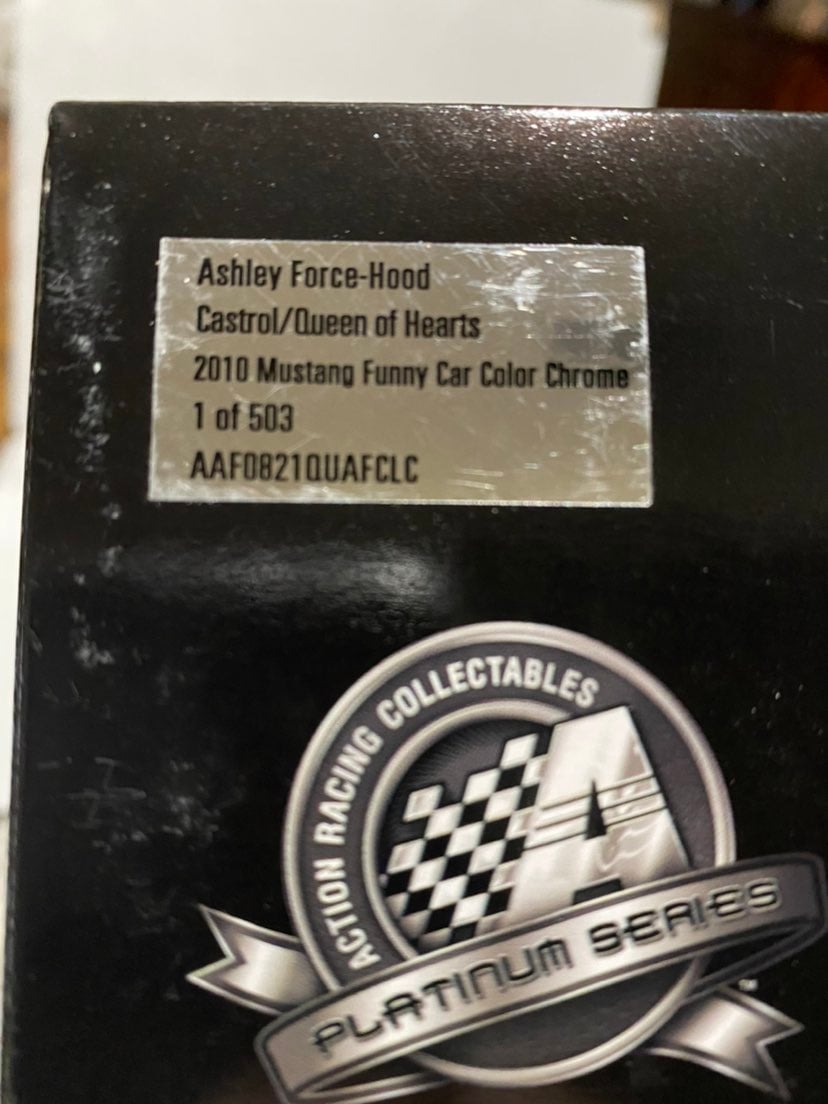 Ashley Force-Hood
Castrol/Queen of Hearts
2010 Mustang Funny Car Color Chrome
1 of 503
AAF0821QUAFCLC
ACTION RACING COLLECTABLES
A
PLATINUM SERIES
TM